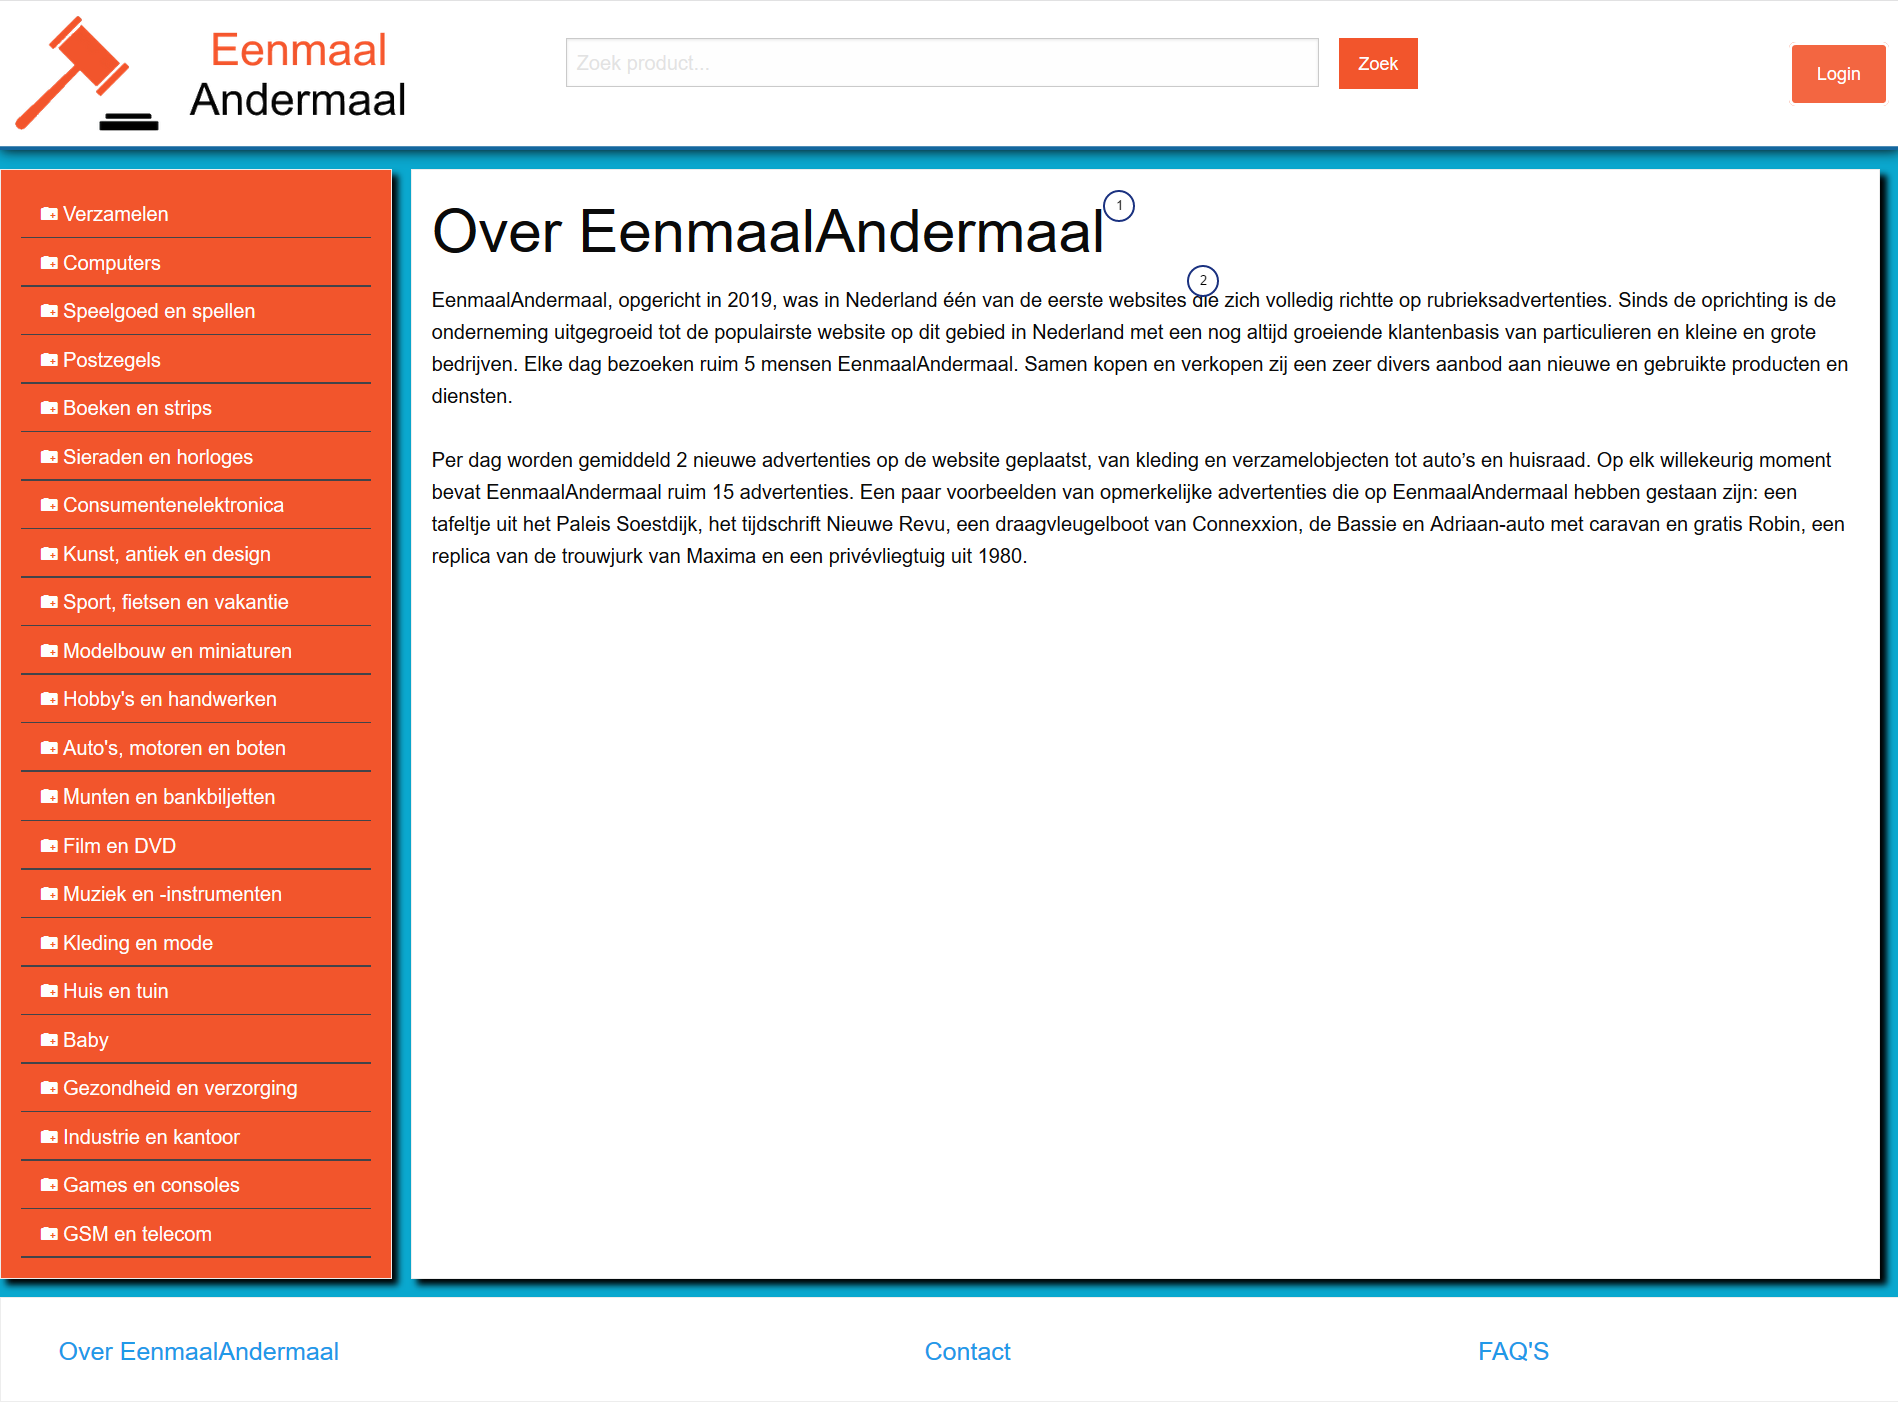 Eenmaal
Andermaal
Zoek product...
Zoek
Login
Verzamelen
Computers
Speelgoed en spellen
Postzegels
Boeken en strips
Sieraden en horloges
Consumentenelektronica
Kunst, antiek en design
Sport, fietsen en vakantie
Modelbouw en miniaturen
Hobby's en handwerken
Auto's, motoren en boten
Munten en bankbiljetten
Film en DVD
Muziek en -instrumenten
Kleding en mode
Huis en tuin
Baby
Gezondheid en verzorging
Industrie en kantoor
Games en consoles
GSM en telecom
Over EenmaalAndermaal
1
2
EenmaalAndermaal, opgericht in 2019, was in Nederland één van de eerste websites die zich volledig richtte op rubrieksadvertenties. Sinds de oprichting is de
onderneming uitgegroeid tot de populairste website op dit gebied in Nederland met een nog altijd groeiende klantenbasis van particulieren en kleine en grote
bedrijven. Elke dag bezoeken ruim 5 mensen EenmaalAndermaal. Samen kopen en verkopen zij een zeer divers aanbod aan nieuwe en gebruikte producten en
diensten.
Per dag worden gemiddeld 2 nieuwe advertenties op de website geplaatst, van kleding en verzamelobjecten tot auto’s en huisraad. Op elk willekeurig moment
bevat EenmaalAndermaal ruim 15 advertenties. Een paar voorbeelden van opmerkelijke advertenties die op EenmaalAndermaal hebben gestaan zijn: een
tafeltje uit het Paleis Soestdijk, het tijdschrift Nieuwe Revu, een draagvleugelboot van Connexxion, de Bassie en Adriaan-auto met caravan en gratis Robin, een
replica van de trouwjurk van Maxima en een privévliegtuig uit 1980.
Over EenmaalAndermaal
Contact
FAQ'S